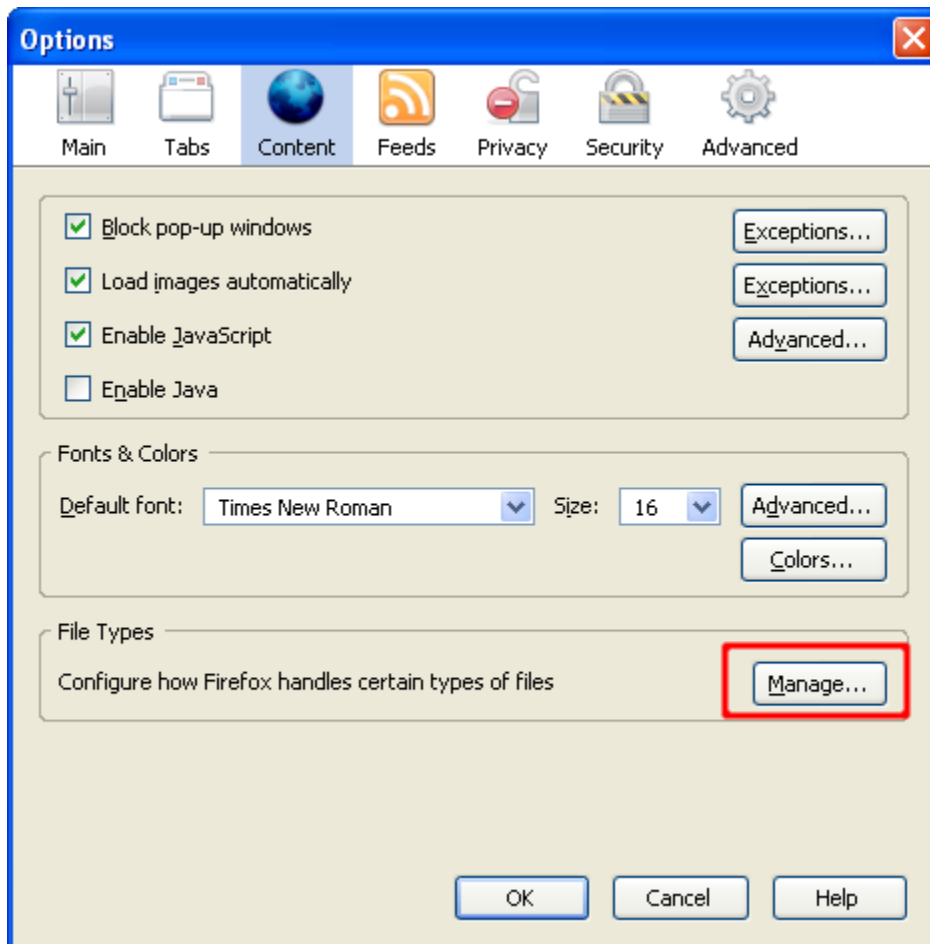 Options
Main Tabs Content Feeds Privacy Security Advanced
Block pop-up windows Exceptions...
Load images automatically Exceptions...
Enable JavaScript Advanced...
Enable Java
Fonts & Colors
Default font: Times New Roman Size: 16 Advanced...
Colors...
File Types
Configure how Firefox handles certain types of files Manage...
OK Cancel Help